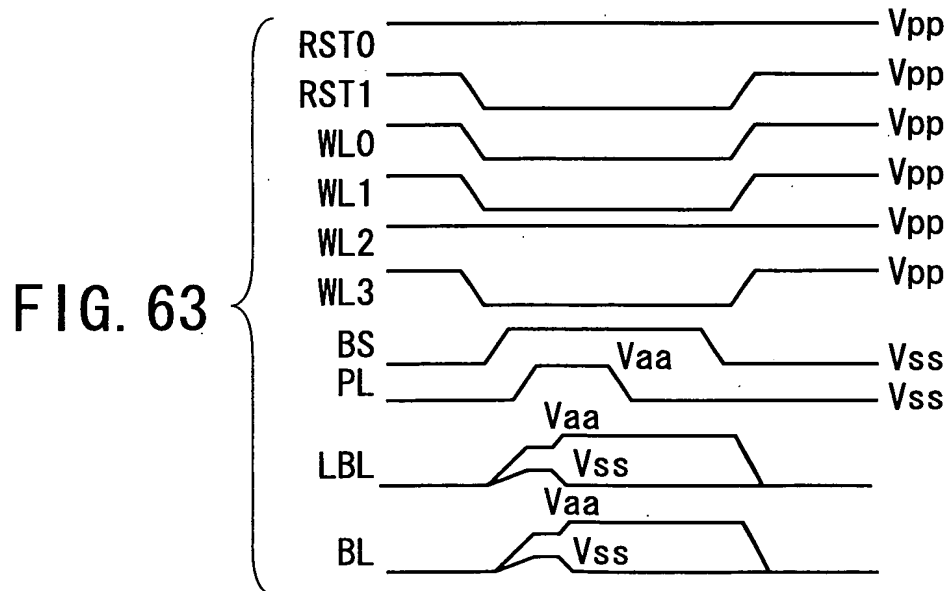 FIG. 63
RST0 Vpp
RST1 Vpp
WL0 Vpp
WL1 Vpp
WL2 Vpp
WL3 Vpp
BS Vaa Vss
PL Vss
Vaa
LBL Vss
Vaa
BL Vss